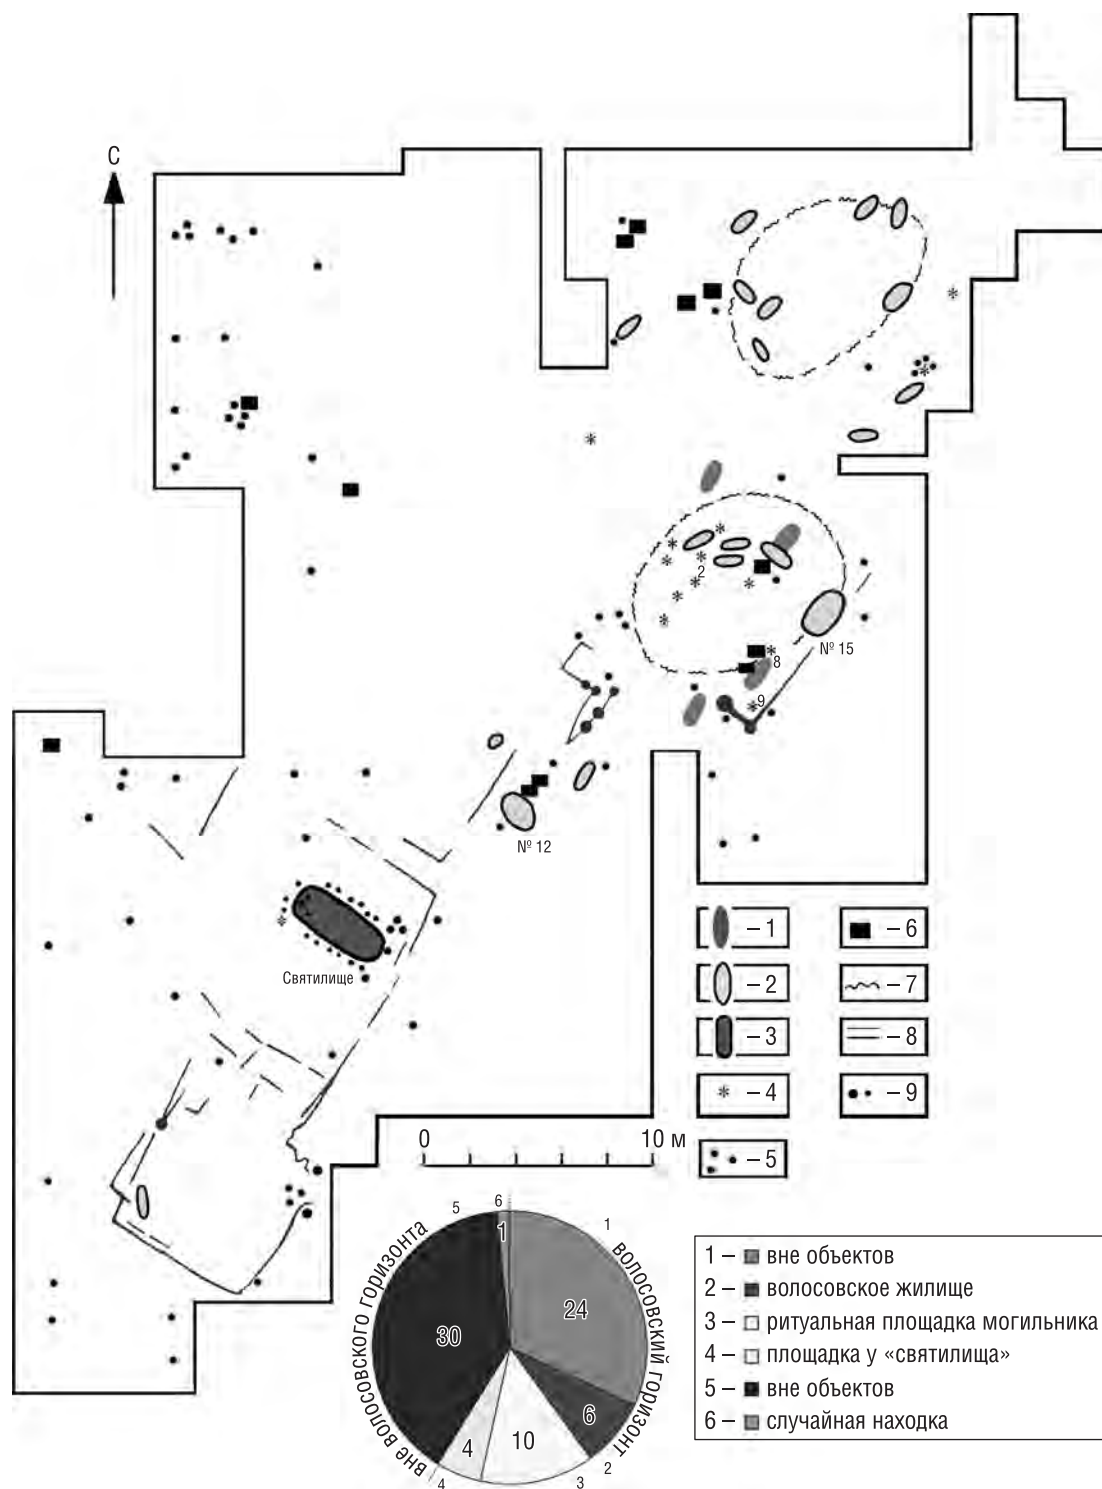 С
2
№ 15
8
9
№ 12
Святилище
– 1
– 2
– 3
– 4
– 5
– 6
– 7
– 8
– 9
0 10 м
5 6 1
вне волосовского горизонта
волосовский горизонт
1
24
30
6
10
4
4 3 2
1 – вне объектов
2 – волосовское жилище
3 – ритуальная площадка могильника
4 – площадка у «святилища»
5 – вне объектов
6 – случайная находка